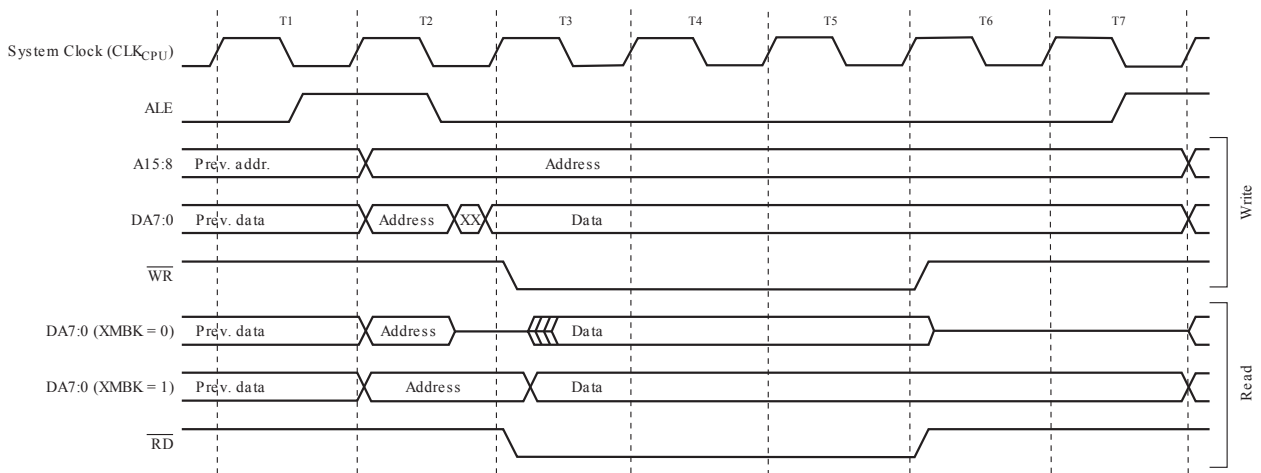 T1 T2 T3 T4 T5 T6 T7
System Clock (CLKCPU)
ALE
A15:8 Prev. addr. Address
DA7:0 Prev. data Address XX Data
WR
Write
DA7:0 (XMBK = 0) Prev. data Address Data
DA7:0 (XMBK = 1) Prev. data Address Data
RD
Read